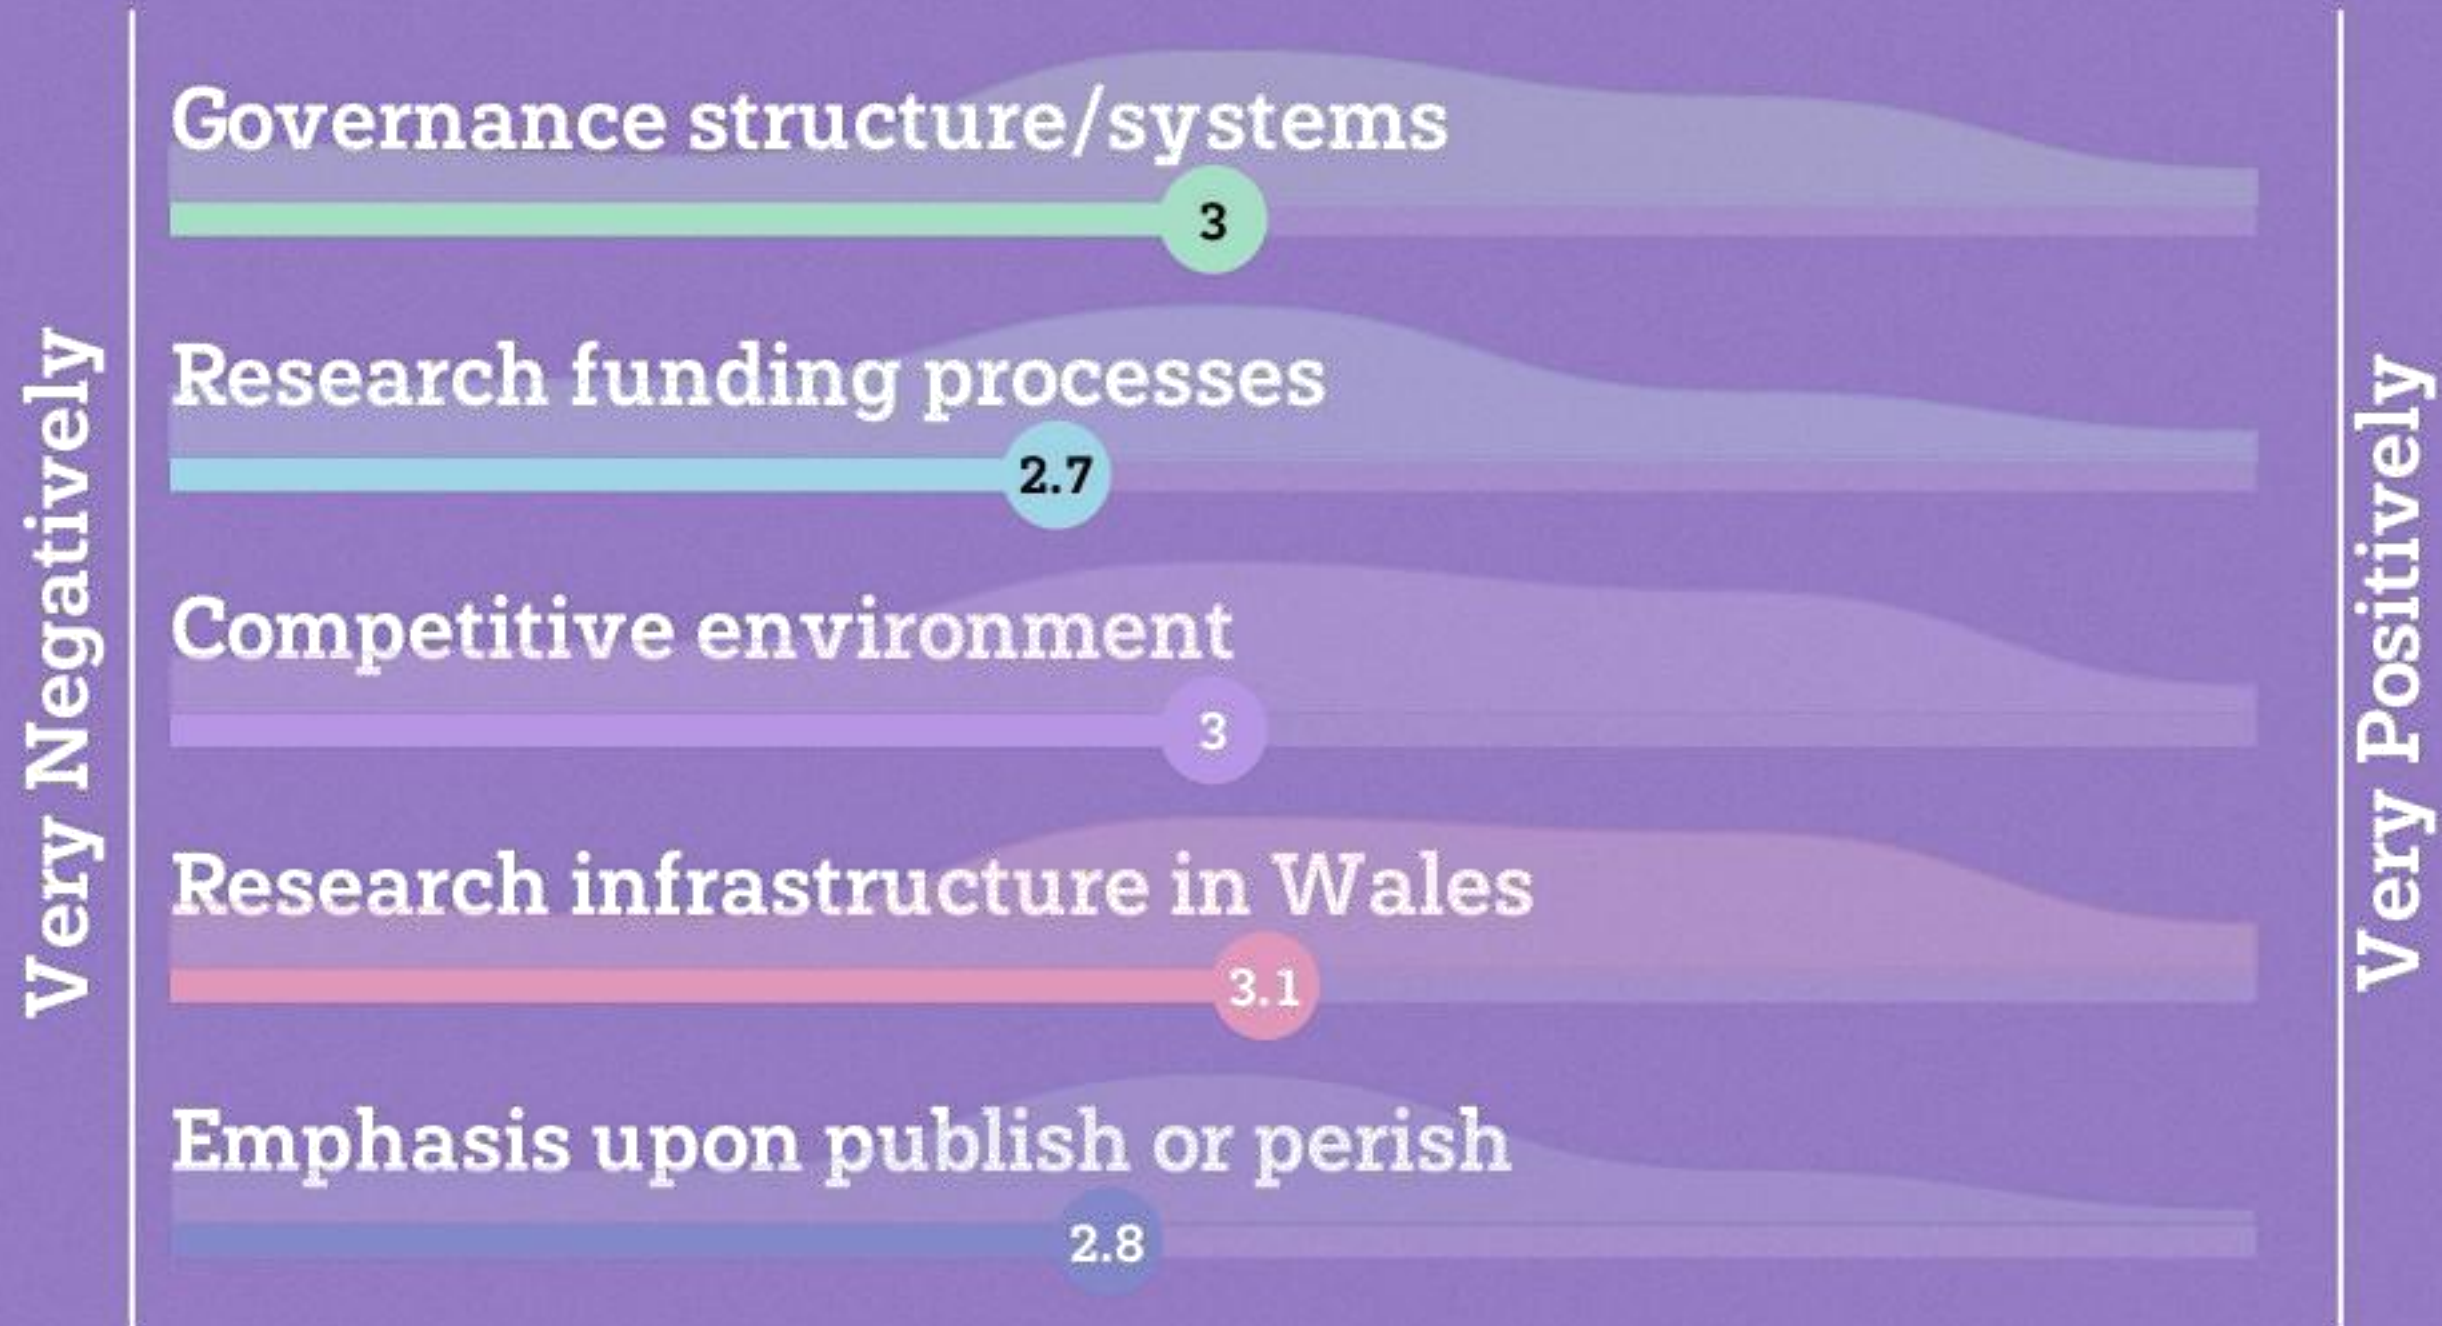 Very Negatively
Governance structure/systems
3
Research funding processes
2.7
Competitive environment
3
Research infrastructure in Wales
3.1
Emphasis upon publish or perish
2.8
Very Positively